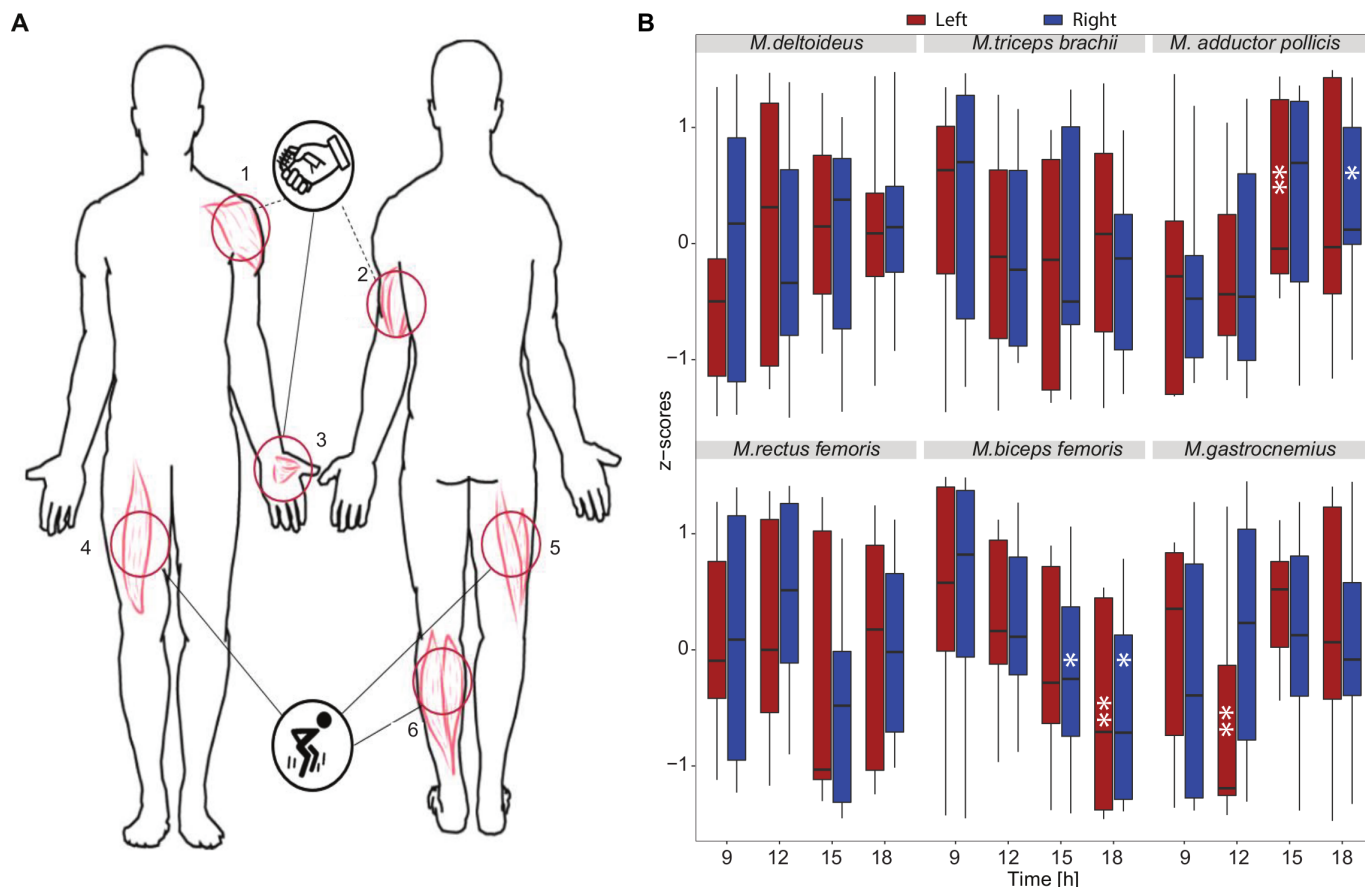 A
1
2
3
4
5
6
B
Left Right
M.deltoideus M.triceps brachii M. adductor pollicis
1
**
*
0
−1
z−scores
M.rectus femoris M.biceps femoris M.gastrocnemius
1
0
* *
** **
−1
9 12 15 18 9 12 15 18 9 12 15 18
Time [h]